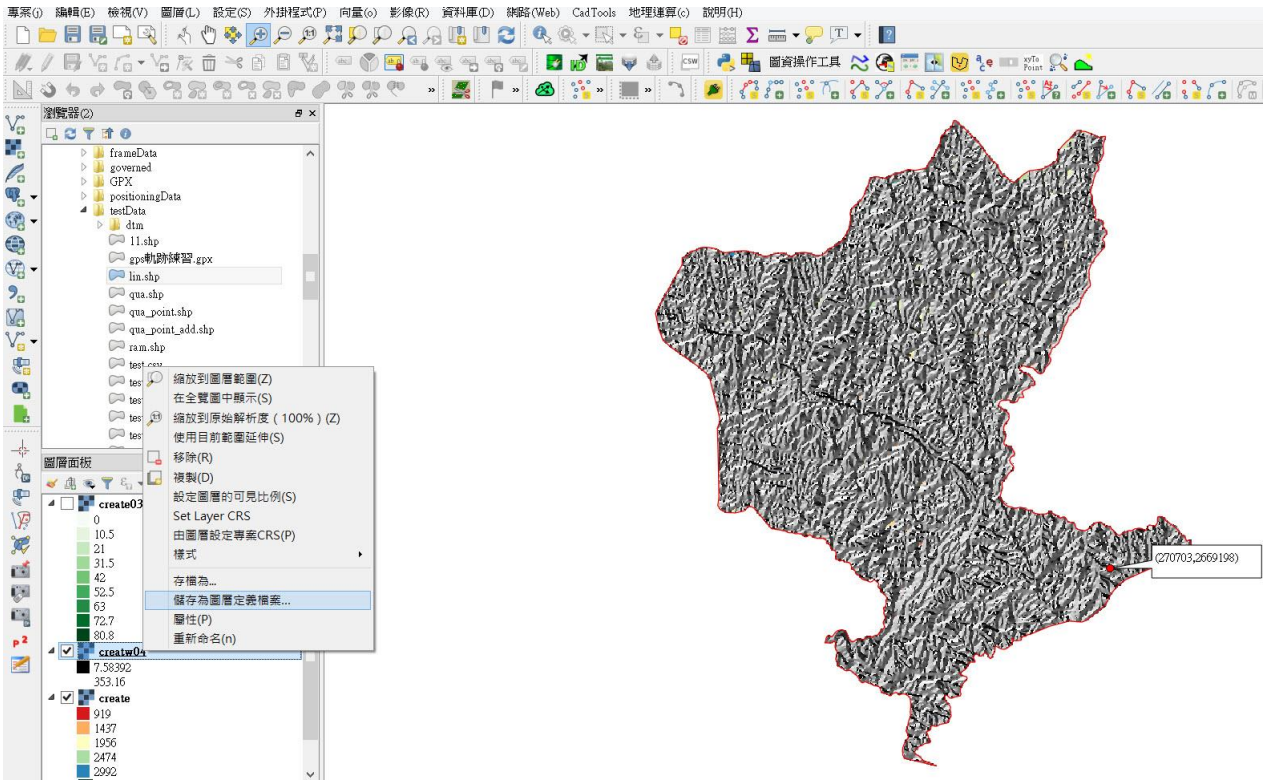 專案(j) 編輯(E) 檢視(V) 圖層(L) 設定(S) 外掛程式(P) 向量(o) 影像(R) 資料庫(D) 網路(Web) CadTools 地理運算(c) 說明(H)
CSW 圖資操作工具 xyTo Point
瀏覽器(2)
frameData
governed
GPX
positioningData
testData
dtm
11.shp
gps軌跡練習.gpx
lin.shp
qua.shp
qua_point.shp
qua_point_add.shp
ram.shp
test.csv
縮放到圖層範圍(Z)
在全覽圖中顯示(S)
縮放到原始解析度 ( 100% ) (Z)
使用目前範圍延伸(S)
移除(R)
複製(D)
設定圖層的可見比例(S)
Set Layer CRS
由圖層設定專案CRS(P)
樣式
存檔為...
儲存為圖層定義檔案...
屬性(P)
重新命名(n)
圖層面板
create03
0
10.5
21
31.5
42
52.5
63
72.7
80.8
creatw04
7.58392
353.16
create
919
1437
1956
2474
2992
(270703,2669198)